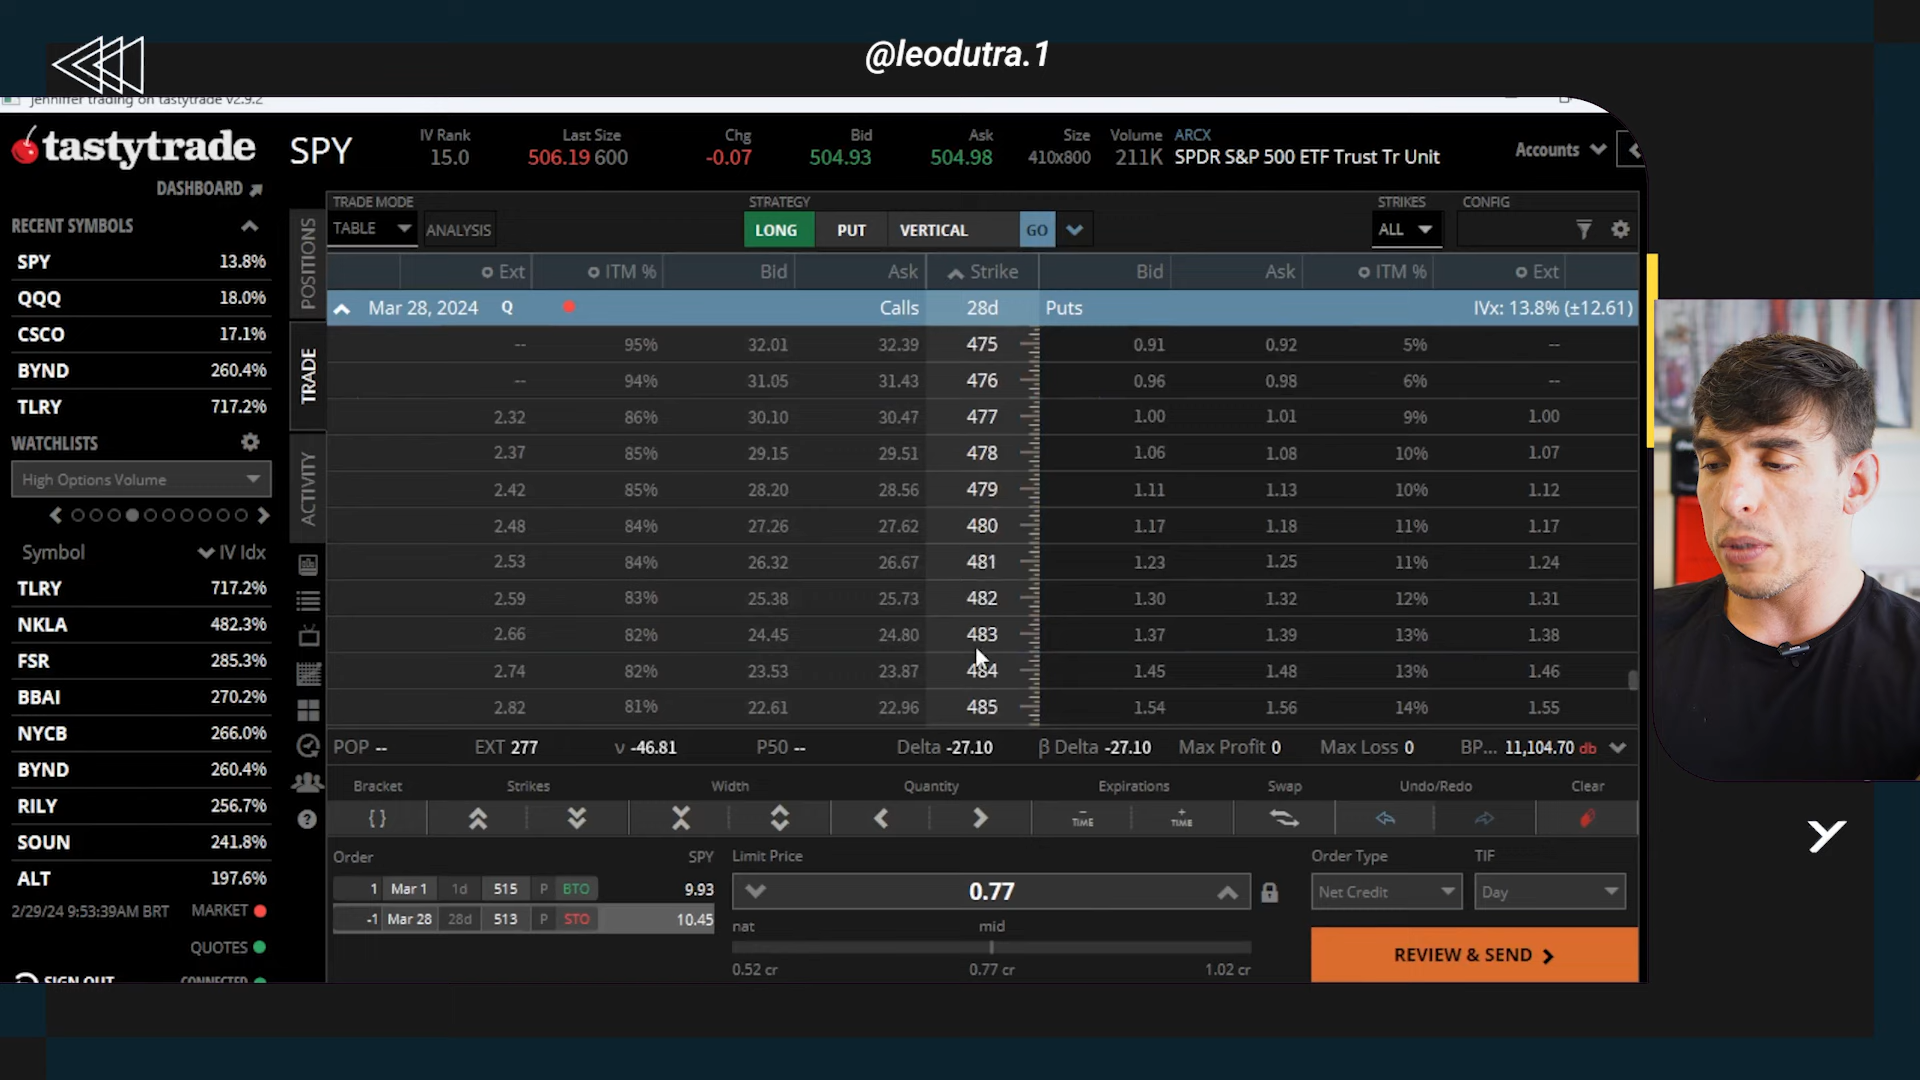 @leodutra.1
Jenniffer trading on tastytrade v2.9.2
tastytrade
DASHBOARD
SPY
IV Rank
15.0
Last Size
506.19 600
Chg
-0.07
Bid
504.93
Ask
504.98
Size
410x800
Volume
211K
ARCX
SPDR S&P 500 ETF Trust Tr Unit
Accounts
RECENT SYMBOLS
SPY 13.8%
QQQ 18.0%
CSCO 17.1%
BYND 260.4%
TLRY 717.2%
WATCHLISTS
High Options Volume
Symbol IV Idx
TLRY 717.2%
NKLA 482.3%
FSR 285.3%
BBAI 270.2%
NYCB 266.0%
BYND 260.4%
RILY 256.7%
SOUN 241.8%
ALT 197.6%
2/29/24 9:53:39AM BRT MARKET
QUOTES
SIGN OUT CONNECTED
POSITIONS
TRADE
ACTIVITY
TRADE MODE
TABLE ANALYSIS
STRATEGY
LONG PUT VERTICAL GO
STRIKES
ALL
CONFIG
Ext ITM % Bid Ask Strike Bid Ask ITM % Ext
Mar 28, 2024 Q Calls 28d Puts IVx: 13.8% (±12.61)
-- 95% 32.01 32.39 475 0.91 0.92 5% --
-- 94% 31.05 31.43 476 0.96 0.98 6% --
2.32 86% 30.10 30.47 477 1.00 1.01 9% 1.00
2.37 85% 29.15 29.51 478 1.06 1.08 10% 1.07
2.42 85% 28.20 28.56 479 1.11 1.13 10% 1.12
2.48 84% 27.26 27.62 480 1.17 1.18 11% 1.17
2.53 84% 26.32 26.67 481 1.23 1.25 11% 1.24
2.59 83% 25.38 25.73 482 1.30 1.32 12% 1.31
2.66 82% 24.45 24.80 483 1.37 1.39 13% 1.38
2.74 82% 23.53 23.87 484 1.45 1.48 13% 1.46
2.82 81% 22.61 22.96 485 1.54 1.56 14% 1.55
POP -- EXT 277 ν -46.81 P50 -- Delta -27.10 β Delta -27.10 Max Profit 0 Max Loss 0 BP... 11,104.70 db
Bracket Strikes Width Quantity Expirations Swap Undo/Redo Clear
{ } TIME TIME
Order SPY
1 Mar 1 1d 515 P BTO 9.93
-1 Mar 28 28d 513 P STO 10.45
Limit Price
0.77
nat mid
0.52 cr 0.77 cr 1.02 cr
Order Type
Net Credit
TIF
Day
REVIEW & SEND